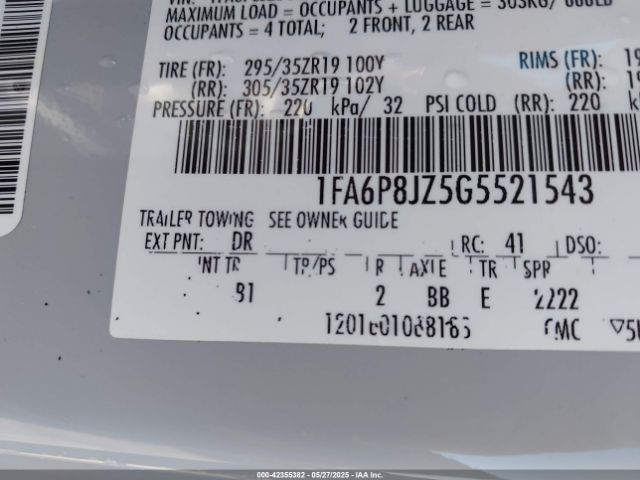 MAXIMUM LOAD = OCCUPANTS + LUGGAGE = 303KG/
OCCUPANTS = 4 TOTAL; 2 FRONT, 2 REAR
TIRE (FR): 295/35ZR19 100Y RIMS (FR): 19
(RR): 305/35ZR19 102Y (RR):
PRESSURE (FR): 220 kPa/ 32 PSI COLD (RR): 220
1FA6P8JZ5G5521543
TRAILER TOWING SEE OWNER GUIDE
EXT PNT: DR RC: 41 DSO:
INT TR TP/PS R AXLE TR SPR
B1 2 BB E 2222
000-42355382 - 05/27/2025 - IAA Inc.